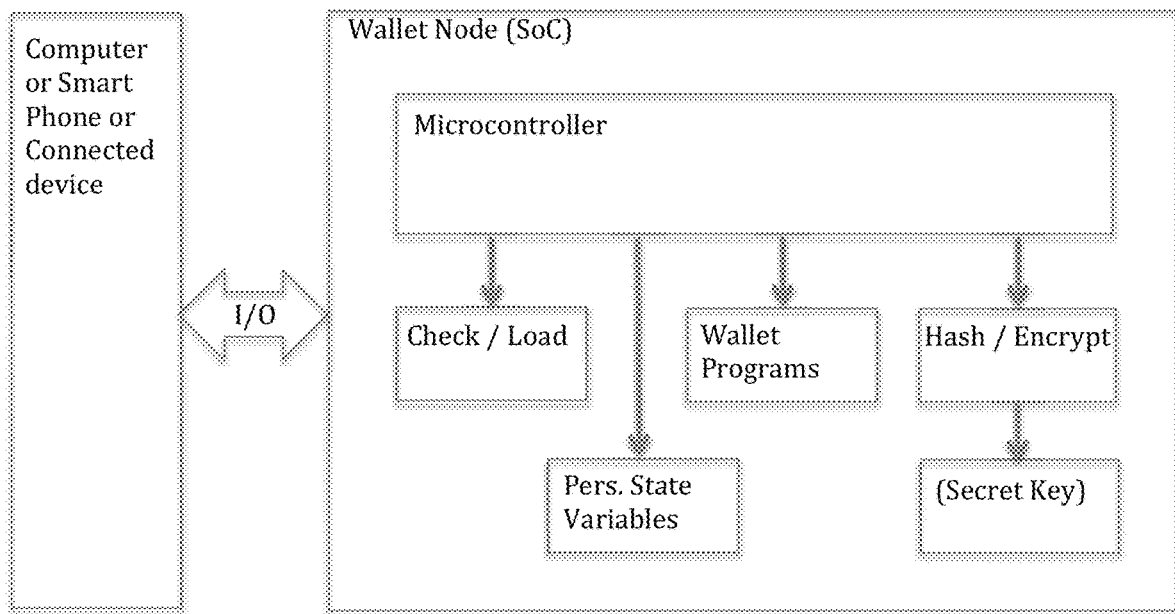 Computer
or Smart
Phone or
Connected
device
I/O
Wallet Node (SoC)
Microcontroller
Check / Load
Wallet
Programs
Hash / Encrypt
Pers. State
Variables
(Secret Key)